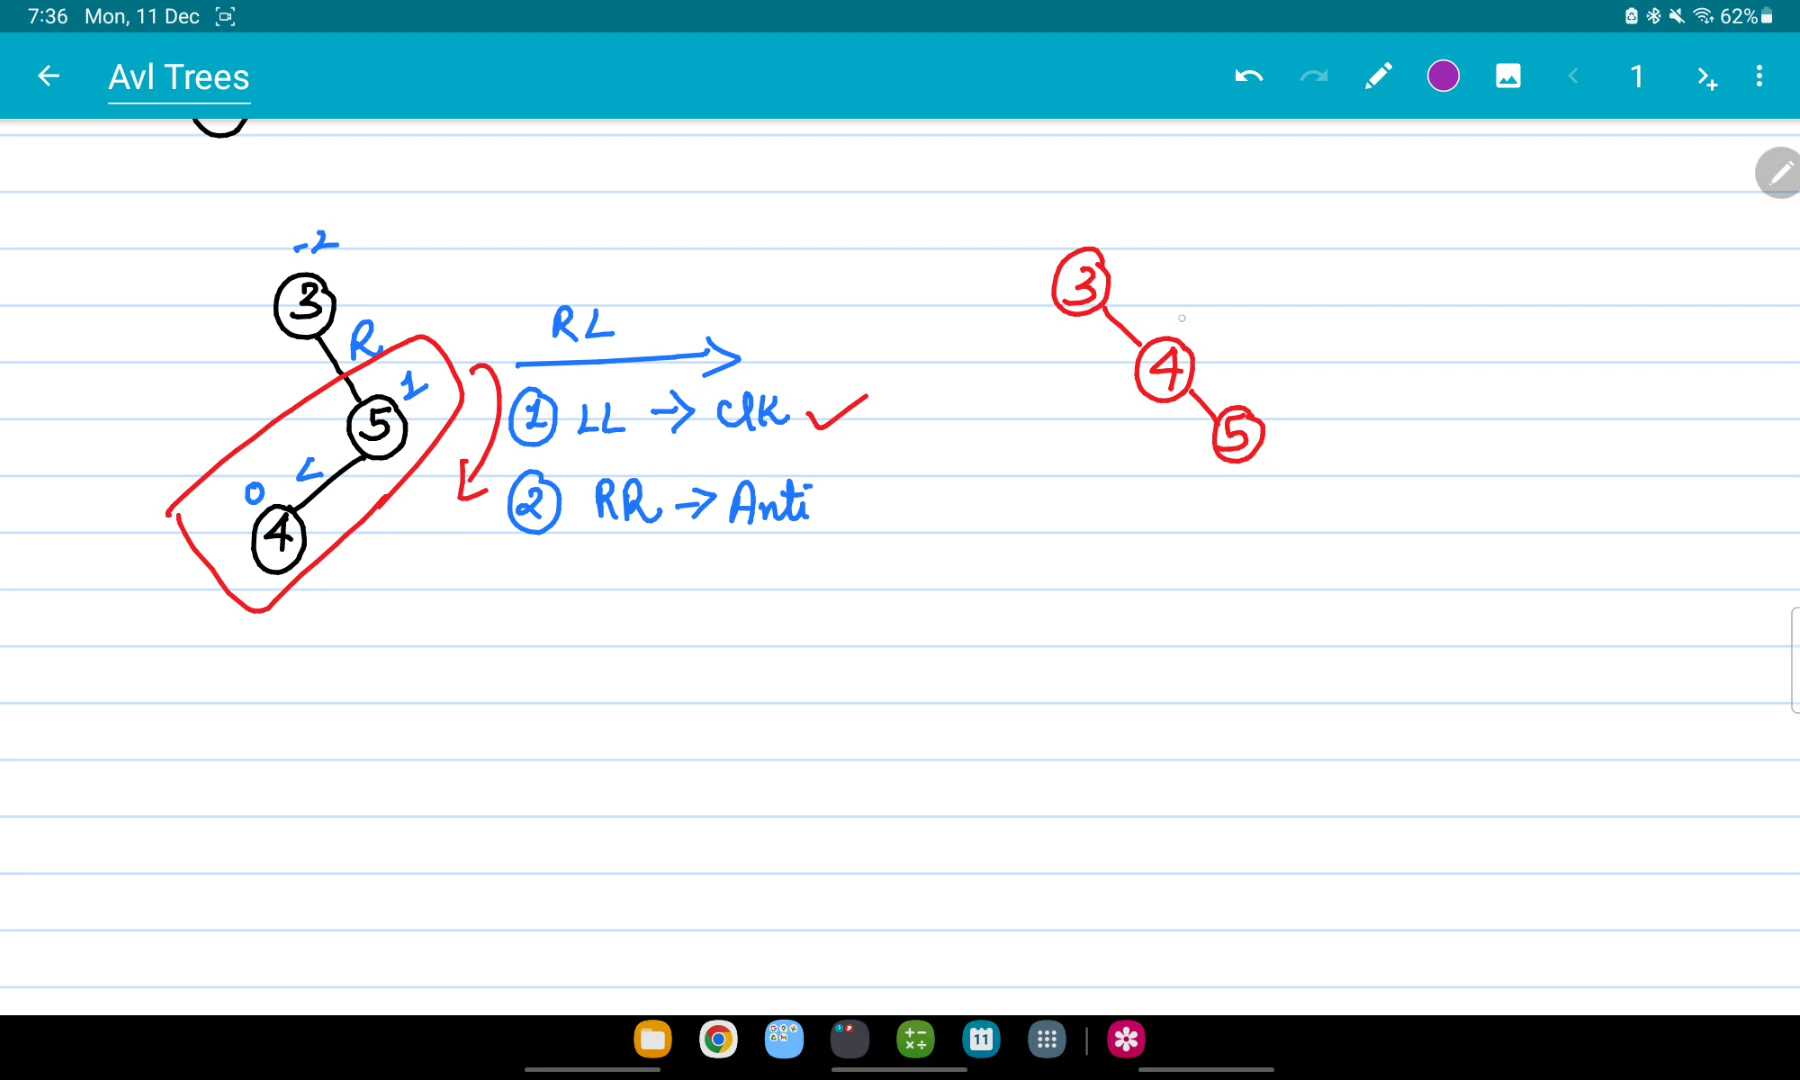 7:36 Mon, 11 Dec 62%
Avl Trees 1
-2
3
R
1
5
L
0
4
RL
1 LL → Clk ✓
2 RR → Anti
3
4
5
11